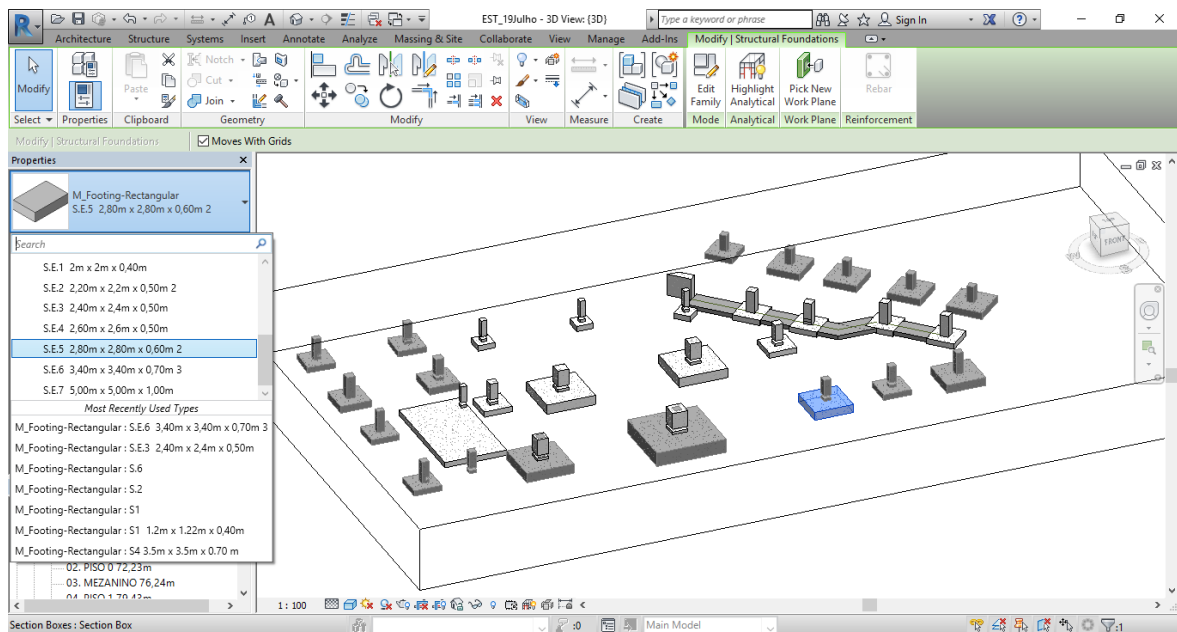 EST_19Julho - 3D View: {3D}
Type a keyword or phrase
Sign In
Architecture Structure Systems Insert Annotate Analyze Massing & Site Collaborate View Manage Add-Ins Modify | Structural Foundations
Modify
Paste
Notch
Cut
Join
Edit Family
Highlight Analytical
Pick New Work Plane
Rebar
Select Properties Clipboard Geometry Modify View Measure Create Mode Analytical Work Plane Reinforcement
Modify | Structural Foundations
Moves With Grids
Properties
M_Footing-Rectangular
S.E.5 2,80m x 2,80m x 0,60m 2
Search
S.E.1 2m x 2m x 0,40m
S.E.2 2,20m x 2,2m x 0,50m 2
S.E.3 2,40m x 2,4m x 0,50m
S.E.4 2,60m x 2,6m x 0,50m
S.E.5 2,80m x 2,80m x 0,60m 2
S.E.6 3,40m x 3,40m x 0,70m 3
S.E.7 5,00m x 5,00m x 1,00m
Most Recently Used Types
M_Footing-Rectangular : S.E.6 3,40m x 3,40m x 0,70m 3
M_Footing-Rectangular : S.E.3 2,40m x 2,4m x 0,50m
M_Footing-Rectangular : S.6
M_Footing-Rectangular : S.2
M_Footing-Rectangular : S1
M_Footing-Rectangular : S1 1.2m x 1.22m x 0,40m
M_Footing-Rectangular : S4 3.5m x 3.5m x 0.70 m
02. PISO 0 72,23m
03. MEZANINO 76,24m
04. PISO 1 79,43m
FRONT
1 : 100
Section Boxes : Section Box
:0
Main Model
:1